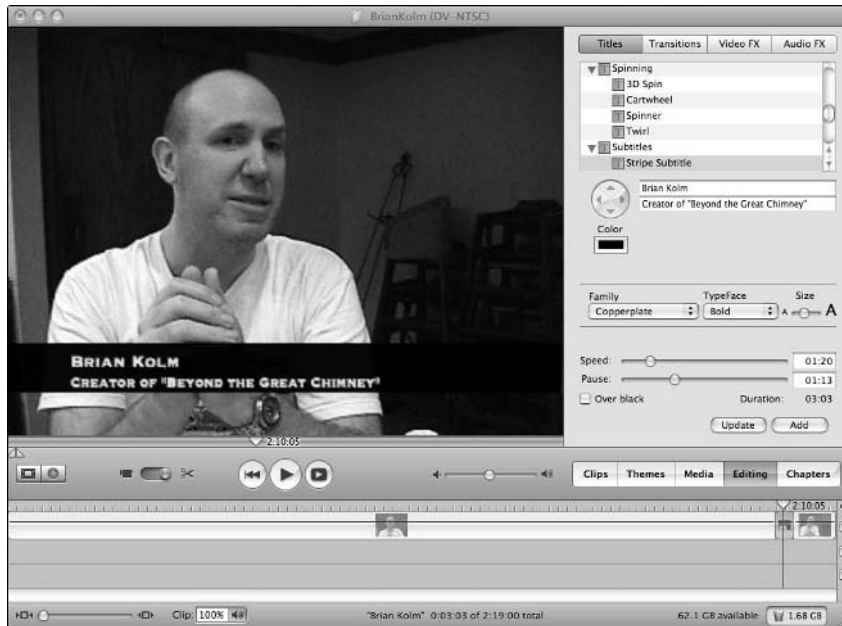 BrianKolm (DV-NTSC)
Titles
Transitions
Video FX
Audio FX
Spinning
3D Spin
Cartwheel
Spinner
Twirl
Subtitles
Stripe Subtitle
Brian Kolm
Creator of "Beyond the Great Chimney"
Color
Family
TypeFace
Size
Copperplate
Bold
A
A
Speed:
01:20
Pause:
01:13
Over black
Duration:
03:03
Update
Add
BRIAN KOLM
CREATOR OF "BEYOND THE GREAT CHIMNEY"
2:10:05
Clips
Themes
Media
Editing
Chapters
2:10:05
Clip:
100%
"Brian Kolm" 0:03:03 of 2:19:00 total
62.1 GB available
1.68 GB